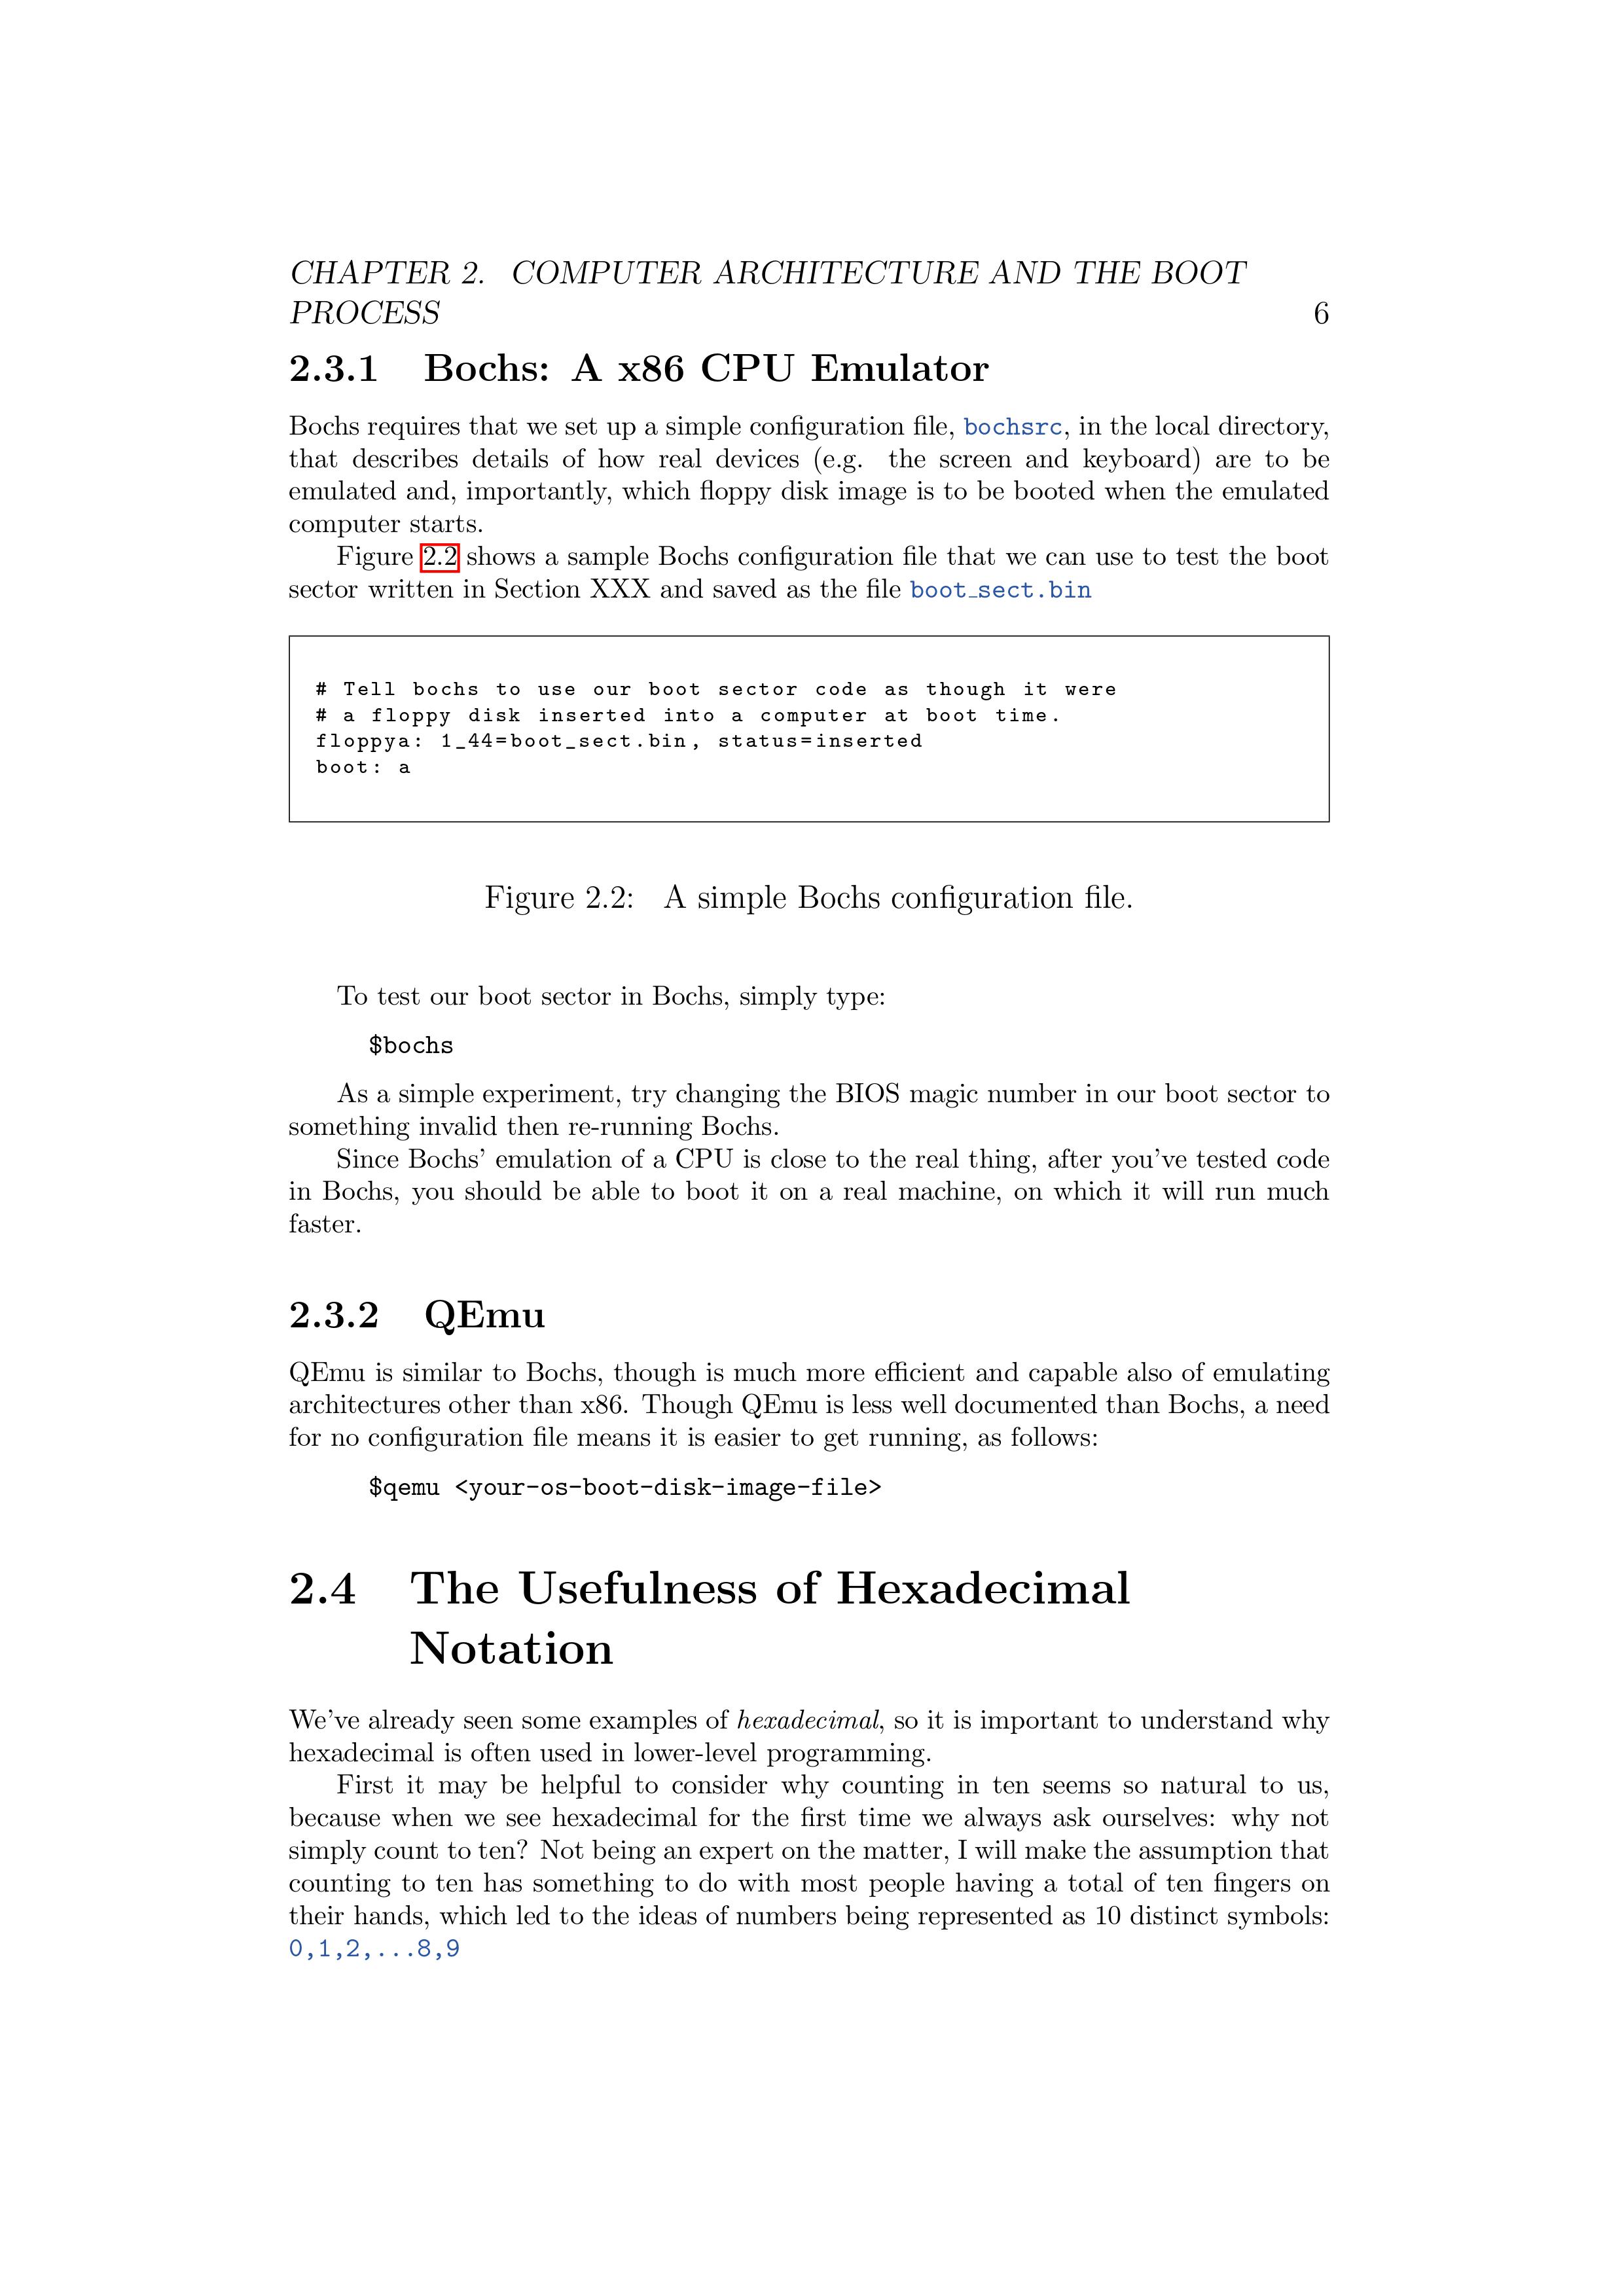 CHAPTER 2. COMPUTER ARCHITECTURE AND THE BOOT
PROCESS 6
2.3.1 Bochs: A x86 CPU Emulator
Bochs requires that we set up a simple configuration file, bochsrc, in the local directory,
that describes details of how real devices (e.g. the screen and keyboard) are to be
emulated and, importantly, which floppy disk image is to be booted when the emulated
computer starts.
Figure 2.2 shows a sample Bochs configuration file that we can use to test the boot
sector written in Section XXX and saved as the file boot_sect.bin
# Tell bochs to use our boot sector code as though it were
# a floppy disk inserted into a computer at boot time.
floppya: 1_44=boot_sect.bin, status=inserted
boot: a
Figure 2.2: A simple Bochs configuration file.
To test our boot sector in Bochs, simply type:
$bochs
As a simple experiment, try changing the BIOS magic number in our boot sector to
something invalid then re-running Bochs.
Since Bochs' emulation of a CPU is close to the real thing, after you've tested code
in Bochs, you should be able to boot it on a real machine, on which it will run much
faster.
2.3.2 QEmu
QEmu is similar to Bochs, though is much more efficient and capable also of emulating
architectures other than x86. Though QEmu is less well documented than Bochs, a need
for no configuration file means it is easier to get running, as follows:
$qemu <your-os-boot-disk-image-file>
2.4 The Usefulness of Hexadecimal
Notation
We've already seen some examples of hexadecimal, so it is important to understand why
hexadecimal is often used in lower-level programming.
First it may be helpful to consider why counting in ten seems so natural to us,
because when we see hexadecimal for the first time we always ask ourselves: why not
simply count to ten? Not being an expert on the matter, I will make the assumption that
counting to ten has something to do with most people having a total of ten fingers on
their hands, which led to the ideas of numbers being represented as 10 distinct symbols:
0,1,2,...8,9